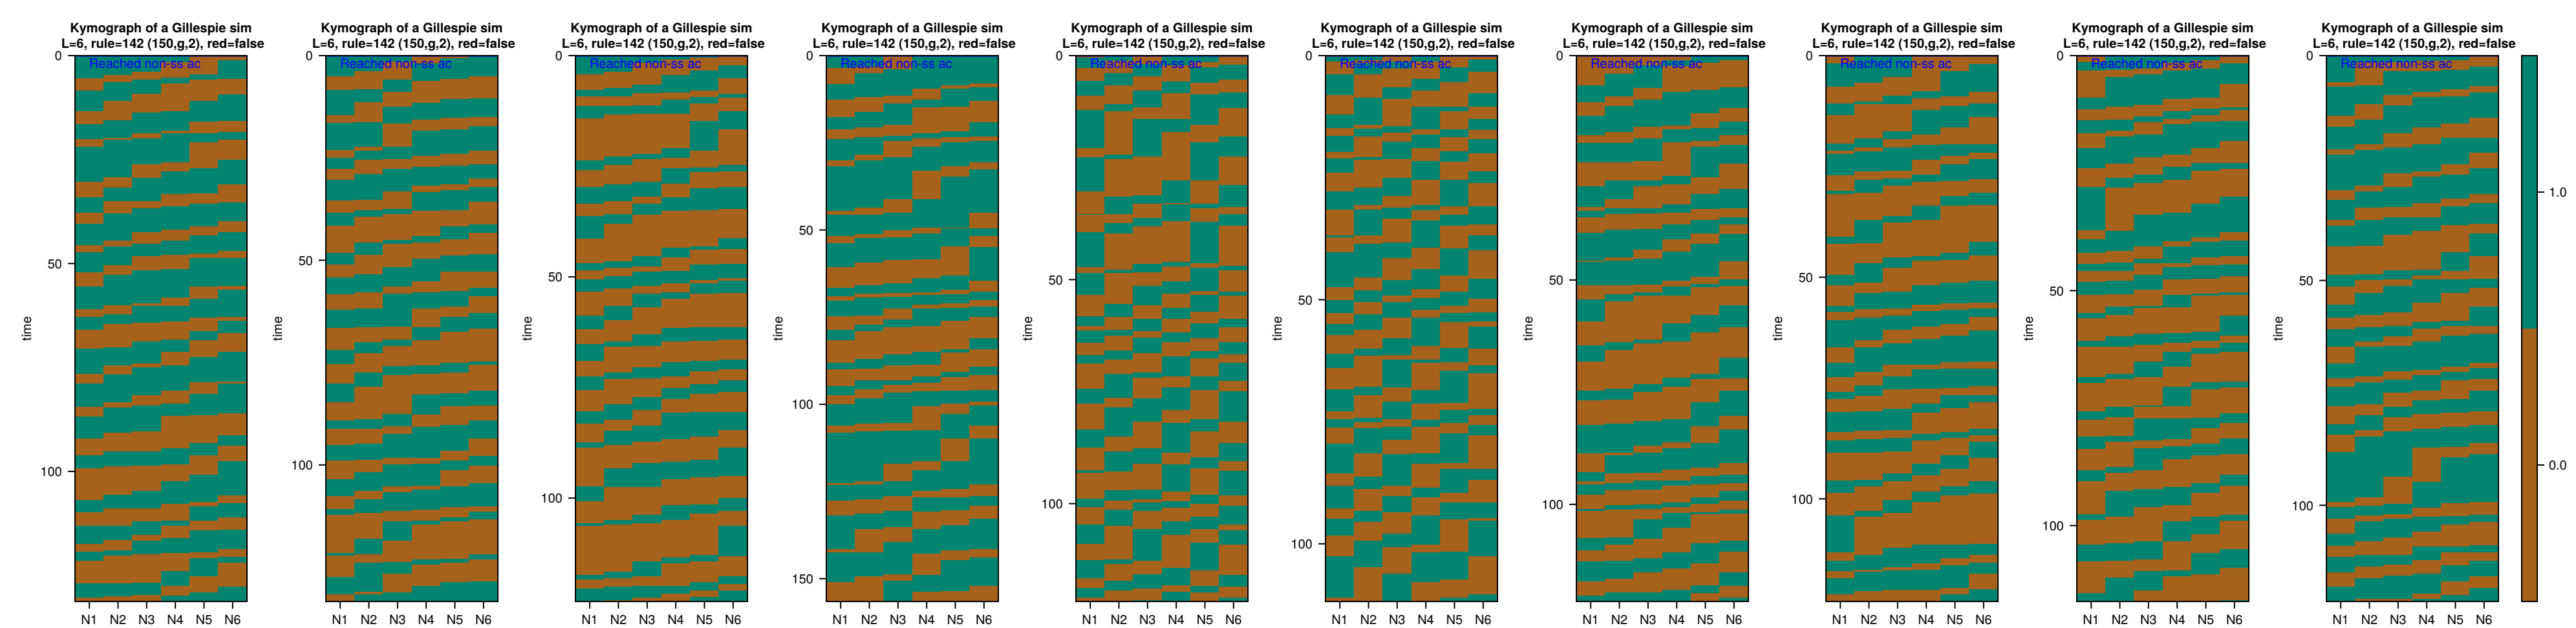 Kymograph of a Gillespie sim
L=6, rule=142 (150,g,2), red=false
Reached non-ss ac
0
50
100
time
N1 N2 N3 N4 N5 N6
Kymograph of a Gillespie sim
L=6, rule=142 (150,g,2), red=false
Reached non-ss ac
0
50
100
time
N1 N2 N3 N4 N5 N6
Kymograph of a Gillespie sim
L=6, rule=142 (150,g,2), red=false
Reached non-ss ac
0
50
100
time
N1 N2 N3 N4 N5 N6
Kymograph of a Gillespie sim
L=6, rule=142 (150,g,2), red=false
Reached non-ss ac
0
50
100
150
time
N1 N2 N3 N4 N5 N6
Kymograph of a Gillespie sim
L=6, rule=142 (150,g,2), red=false
Reached non-ss ac
0
50
100
time
N1 N2 N3 N4 N5 N6
Kymograph of a Gillespie sim
L=6, rule=142 (150,g,2), red=false
Reached non-ss ac
0
50
100
time
N1 N2 N3 N4 N5 N6
Kymograph of a Gillespie sim
L=6, rule=142 (150,g,2), red=false
Reached non-ss ac
0
50
100
time
N1 N2 N3 N4 N5 N6
Kymograph of a Gillespie sim
L=6, rule=142 (150,g,2), red=false
Reached non-ss ac
0
50
100
time
N1 N2 N3 N4 N5 N6
Kymograph of a Gillespie sim
L=6, rule=142 (150,g,2), red=false
Reached non-ss ac
0
50
100
time
N1 N2 N3 N4 N5 N6
Kymograph of a Gillespie sim
L=6, rule=142 (150,g,2), red=false
Reached non-ss ac
0
50
100
time
N1 N2 N3 N4 N5 N6
1.0
0.0